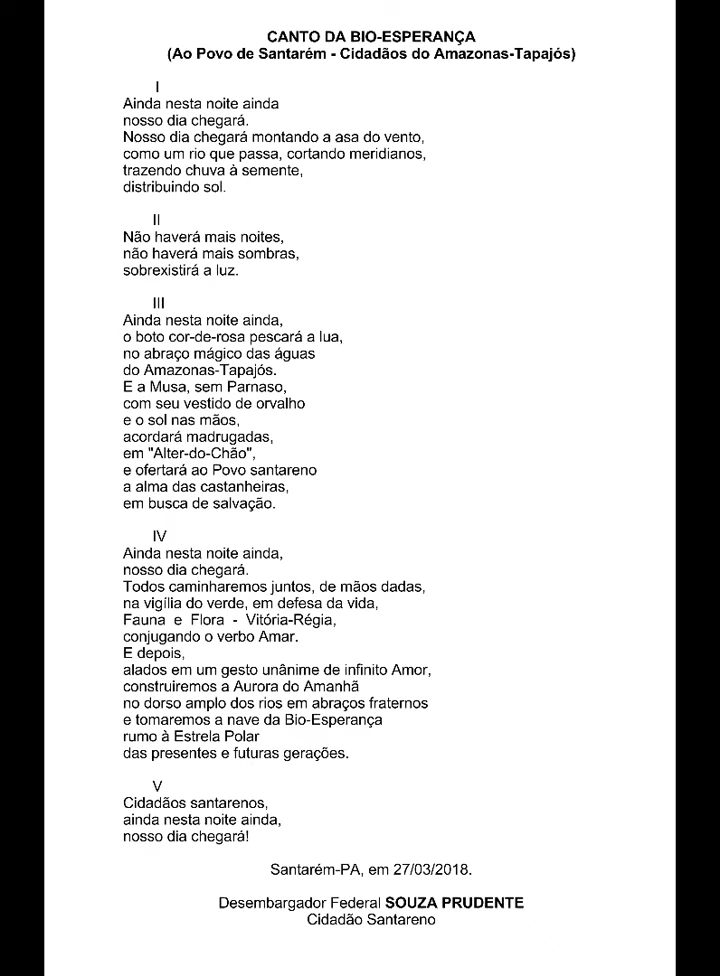 CANTO DA BIO-ESPERANÇA
(Ao Povo de Santarém - Cidadãos do Amazonas-Tapajós)
I
Ainda nesta noite ainda
nosso dia chegará.
Nosso dia chegará montando a asa do vento,
como um rio que passa, cortando meridianos,
trazendo chuva à semente,
distribuindo sol.
II
Não haverá mais noites,
não haverá mais sombras,
sobrexistirá a luz.
III
Ainda nesta noite ainda,
o boto cor-de-rosa pescará a lua,
no abraço mágico das águas
do Amazonas-Tapajós.
E a Musa, sem Parnaso,
com seu vestido de orvalho
e o sol nas mãos,
acordará madrugadas,
em "Alter-do-Chão",
e ofertará ao Povo santareno
a alma das castanheiras,
em busca de salvação.
IV
Ainda nesta noite ainda,
nosso dia chegará.
Todos caminharemos juntos, de mãos dadas,
na vigília do verde, em defesa da vida,
Fauna e Flora - Vitória-Régia,
conjugando o verbo Amar.
E depois,
alados em um gesto unânime de infinito Amor,
construiremos a Aurora do Amanhã
no dorso amplo dos rios em abraços fraternos
e tomaremos a nave da Bio-Esperança
rumo à Estrela Polar
das presentes e futuras gerações.
V
Cidadãos santarenos,
ainda nesta noite ainda,
nosso dia chegará!
Santarém-PA, em 27/03/2018.
Desembargador Federal SOUZA PRUDENTE
Cidadão Santareno